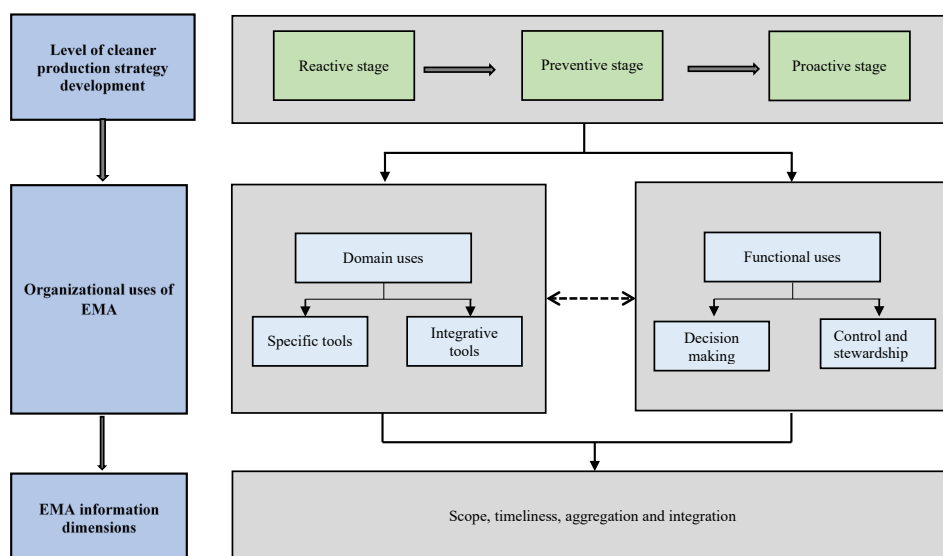 Level of cleaner
production strategy
development
Reactive stage
Preventive stage
Proactive stage
Organizational uses of
EMA
Domain uses
Specific tools
Integrative
tools
Functional uses
Decision
making
Control and
stewardship
EMA information
dimensions
Scope, timeliness, aggregation and integration